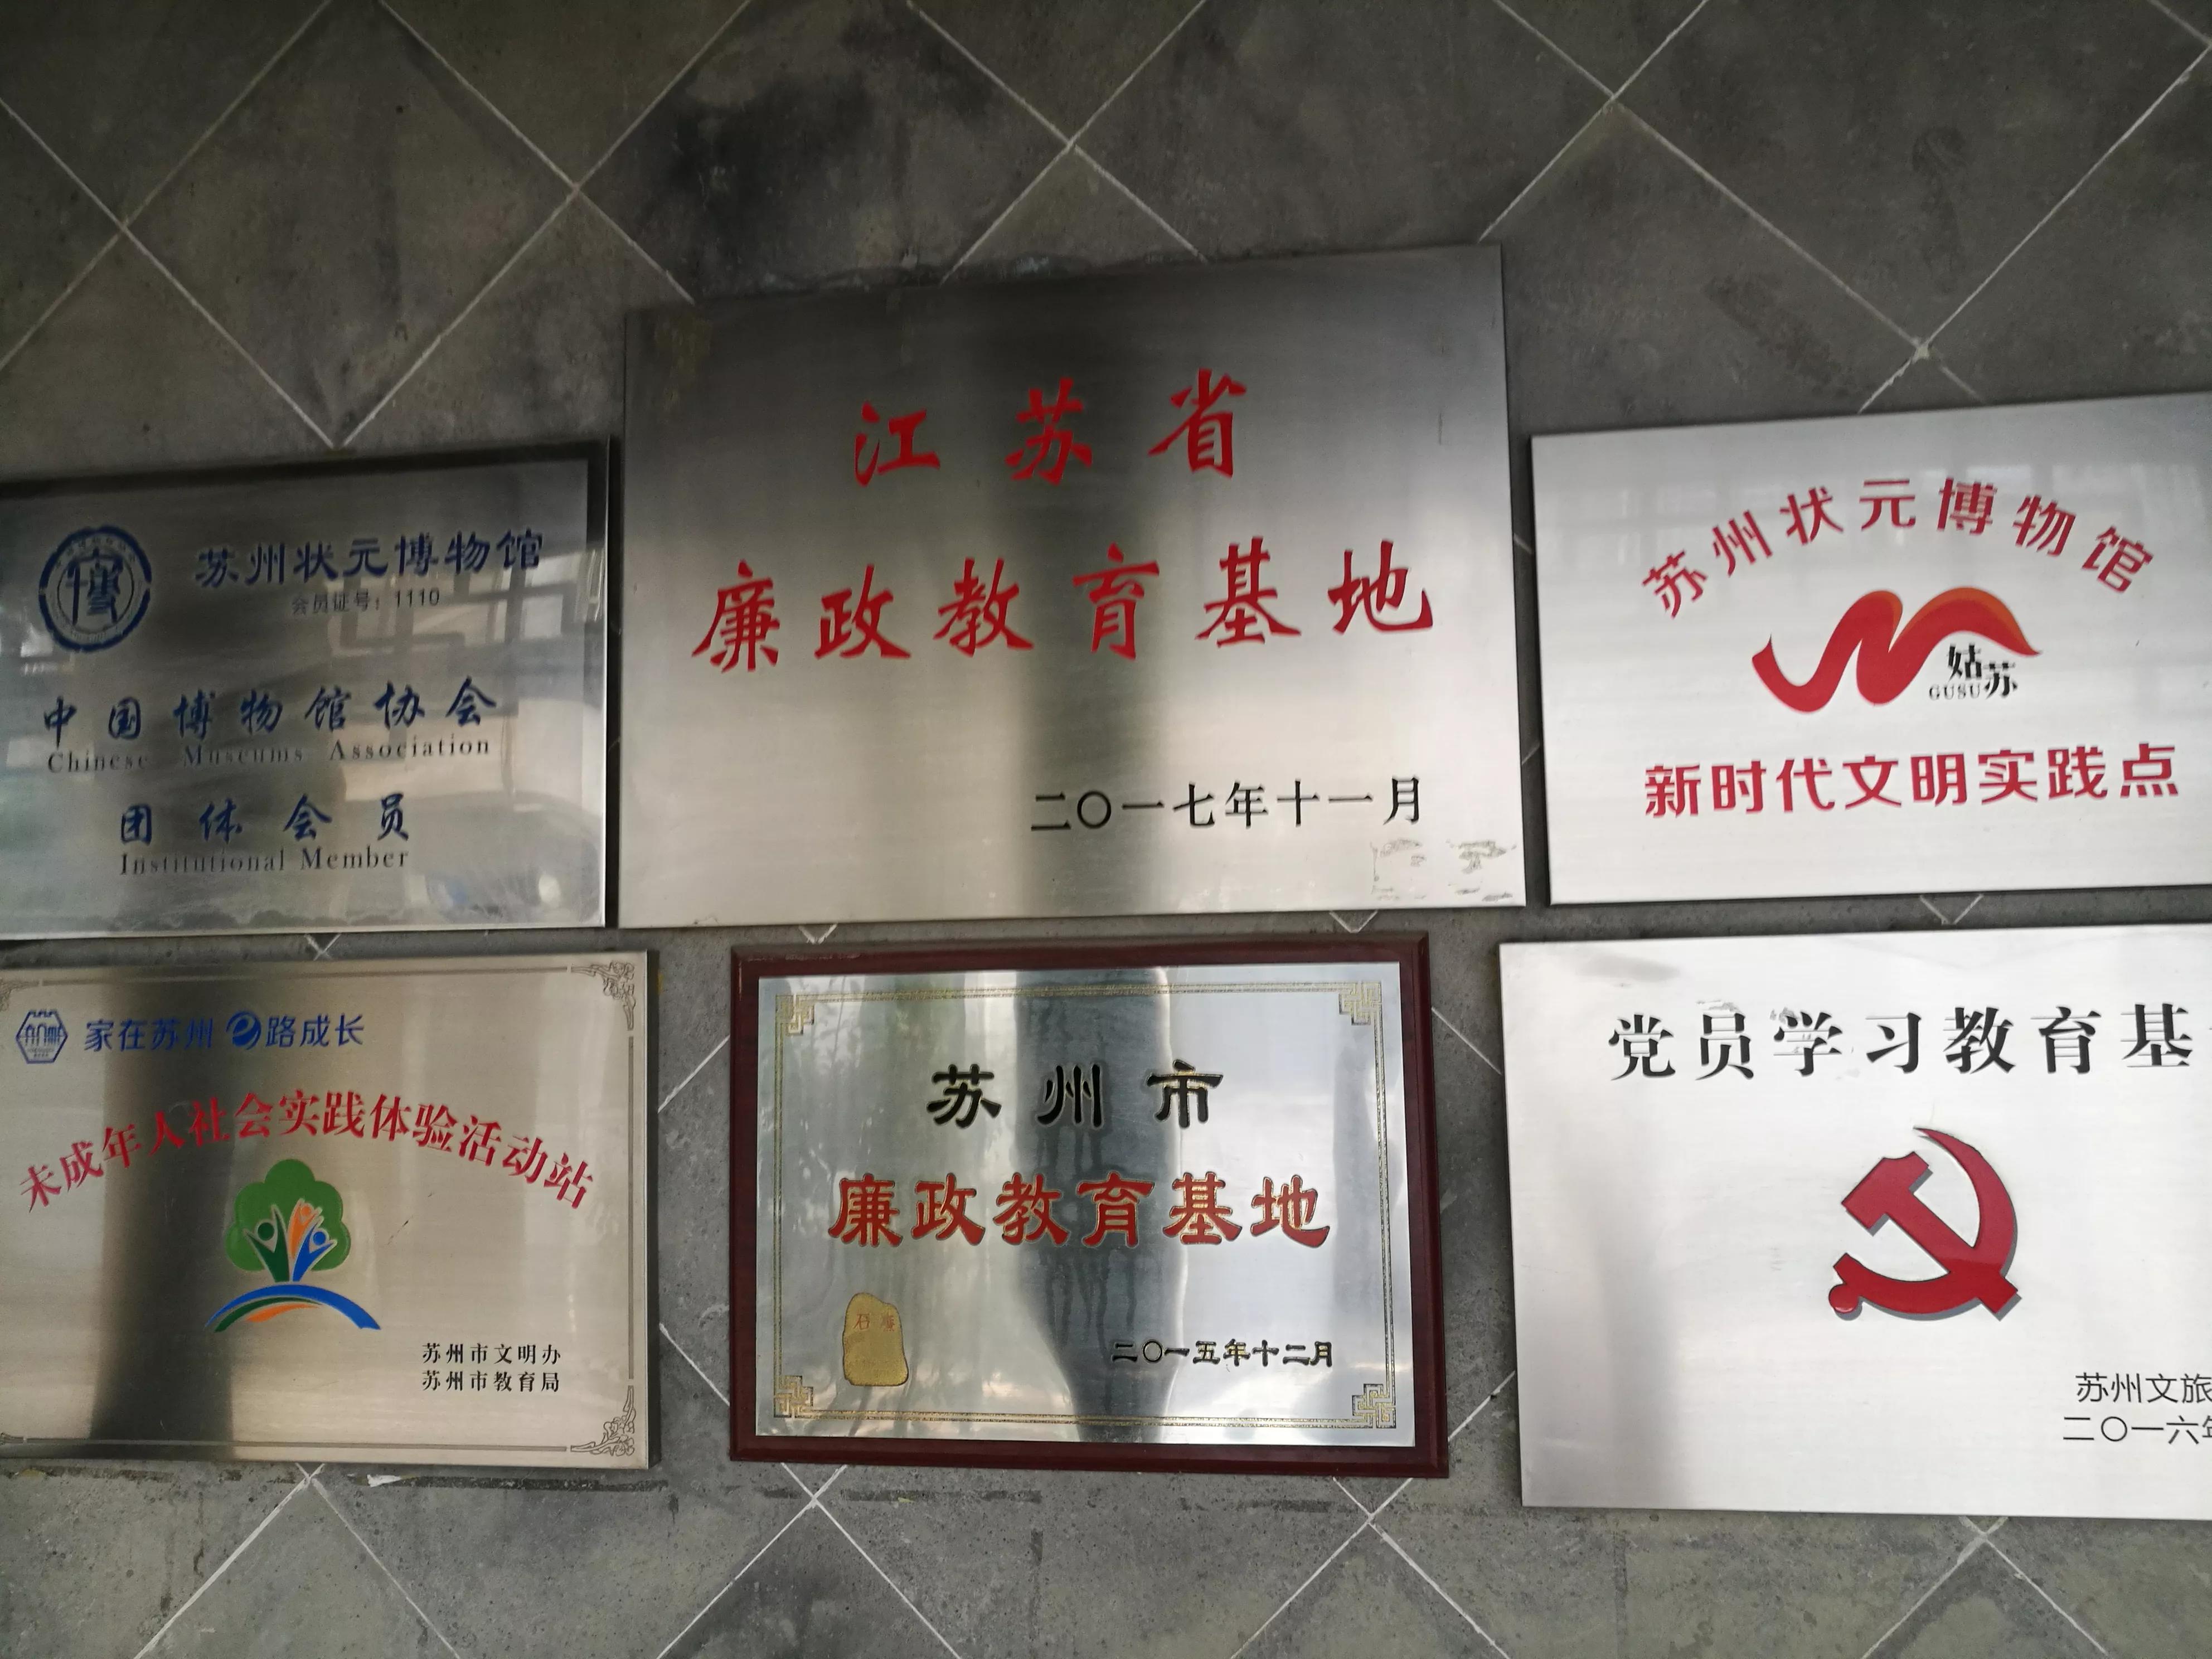 苏州状元博物馆
会员证号：1110
中国博物馆协会
Chinese Museums Association
团体会员
Institutional Member
江苏省
廉政教育基地
二〇一七年十一月
苏州状元博物馆
姑苏
GUSU
新时代文明实践点
家在苏州 e路成长
未成年人社会实践体验活动站
苏州市文明办
苏州市教育局
苏州市
廉政教育基地
二〇一五年十二月
党员学习教育基
苏州文旅
二〇一六年